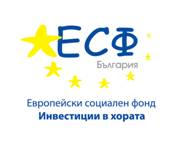 ЕСФ
България
Европейски социален фонд
Инвестиции в хората